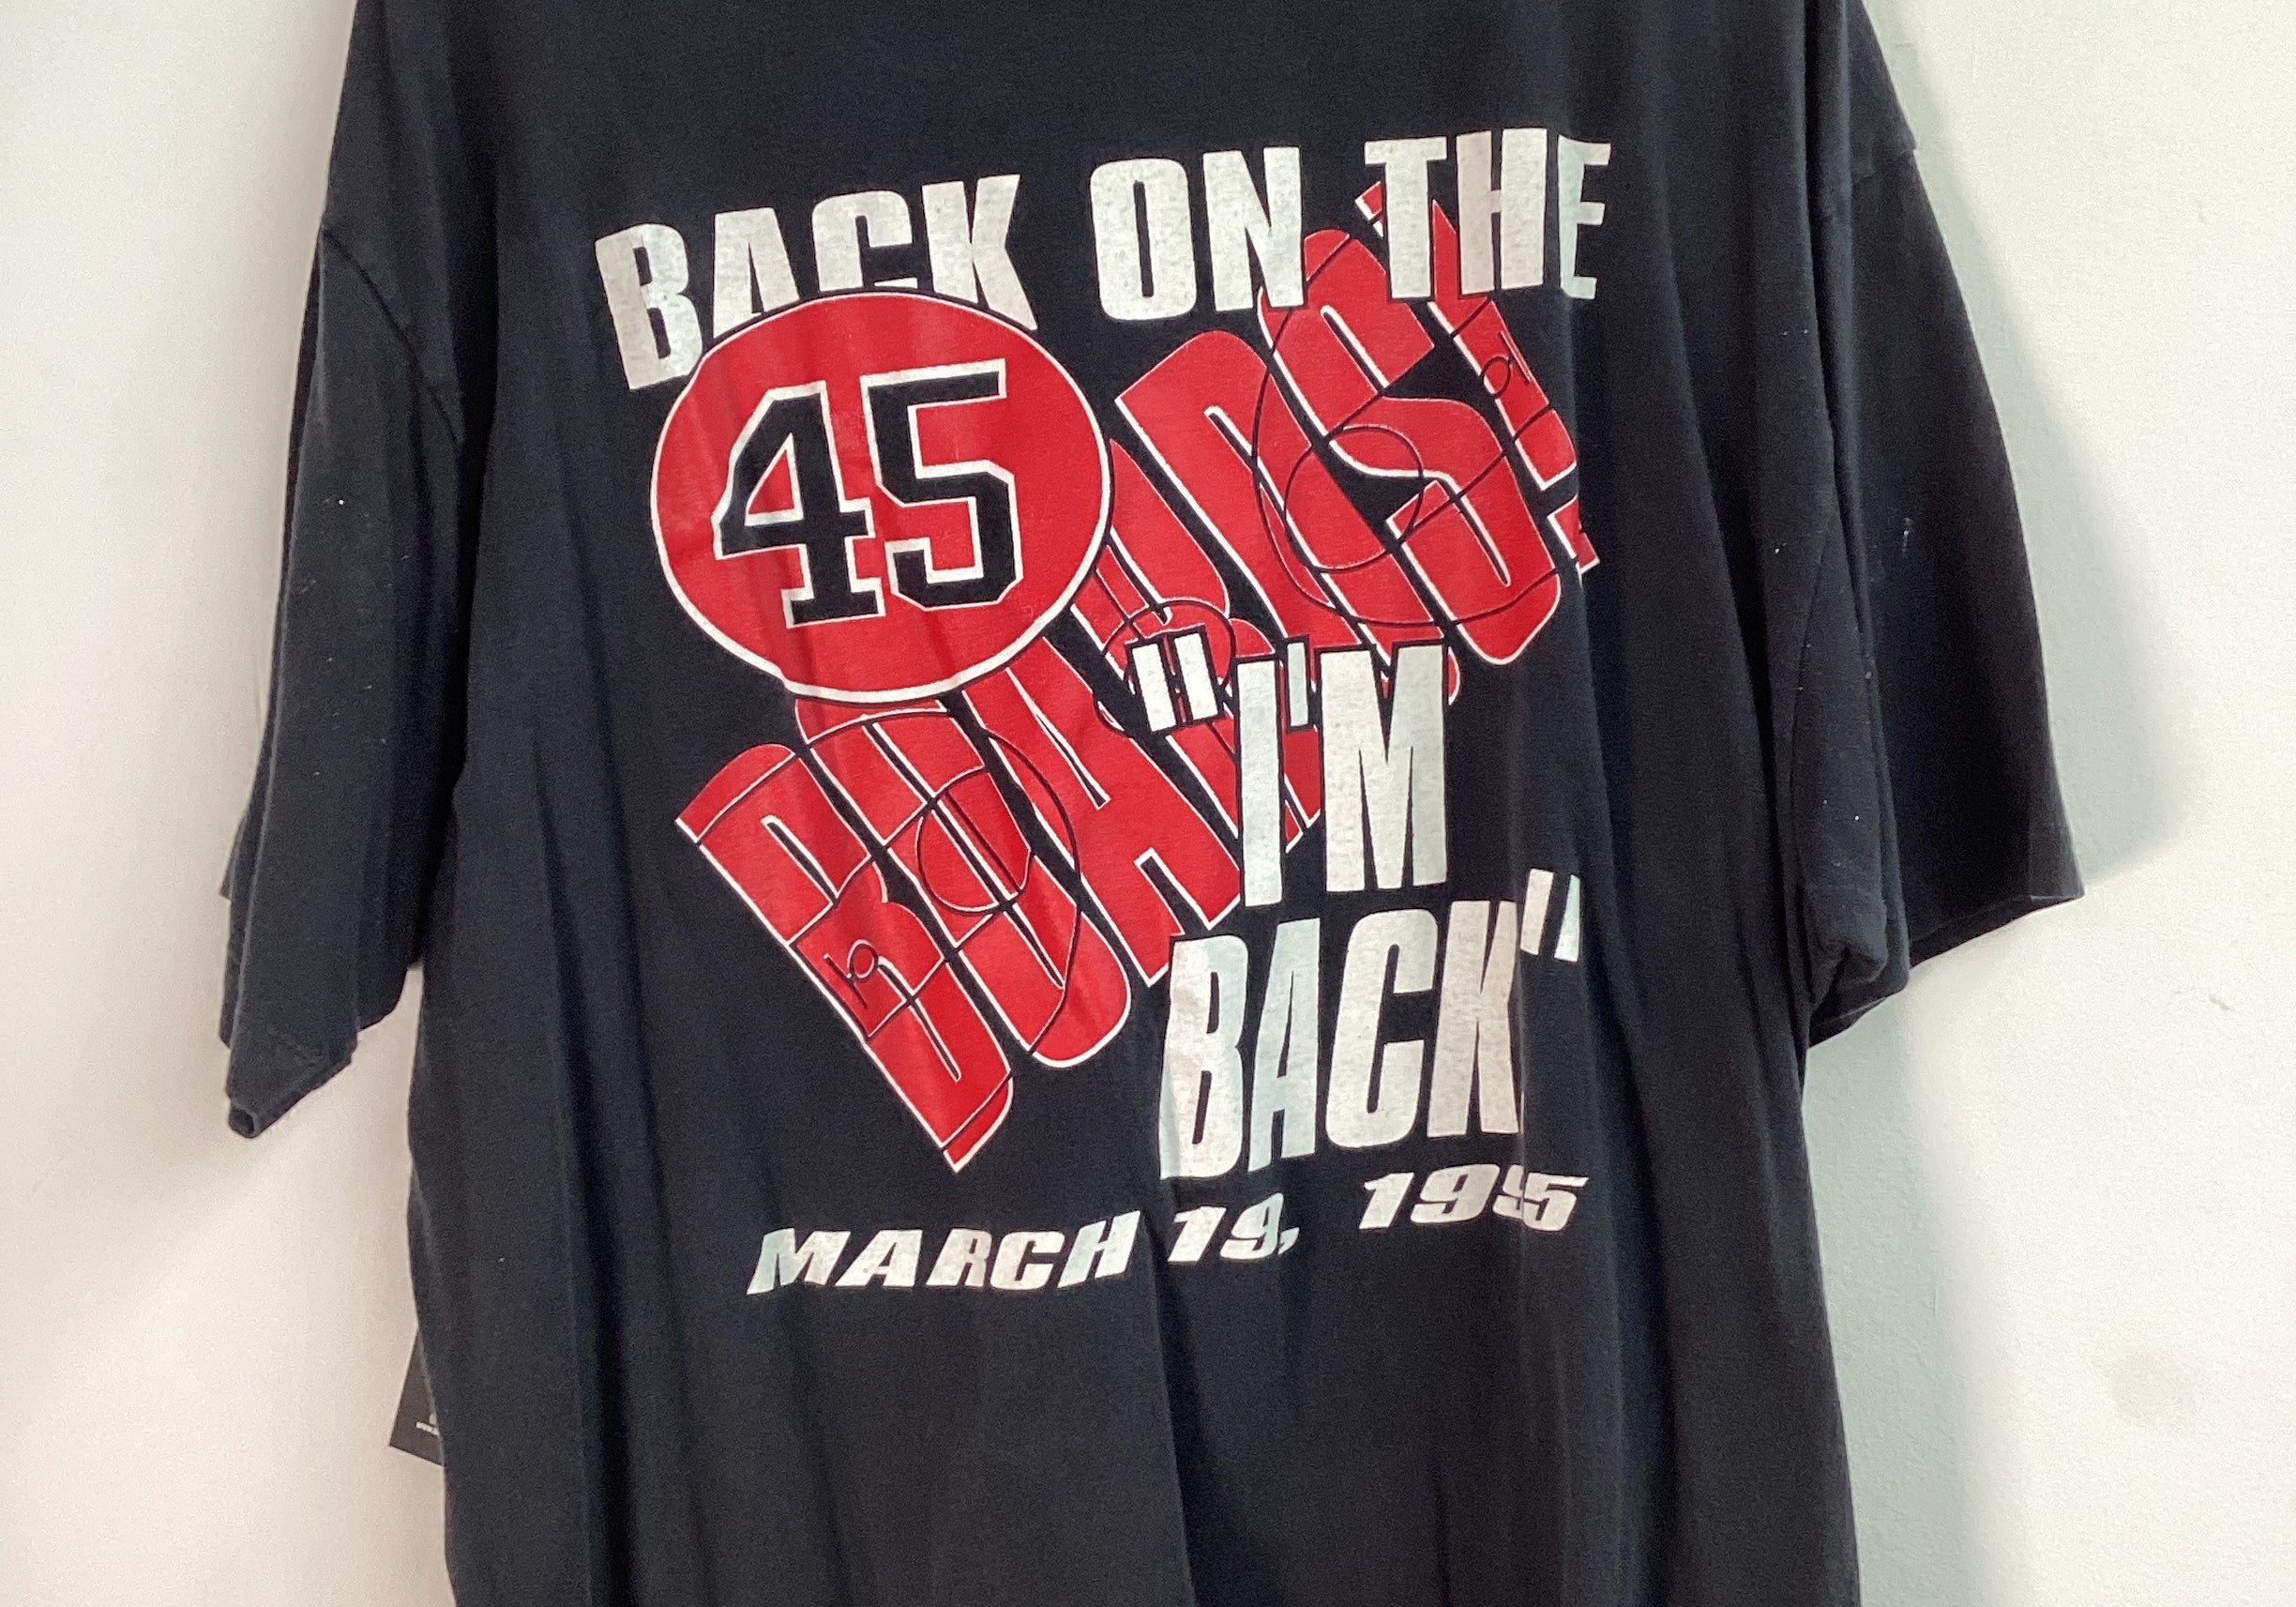 BACK ON THE
45
BOARDS!
"I'M
BACK"
MARCH 19, 1995